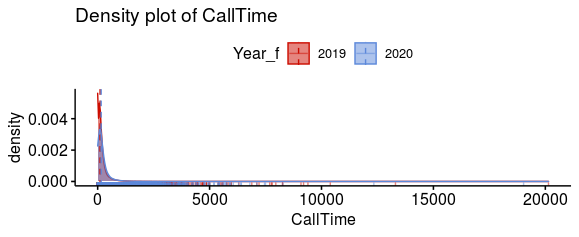 Density plot of CallTime
Year_f 2019 2020
density
0.004
0.002
0.000
0 5000 10000 15000 20000
CallTime